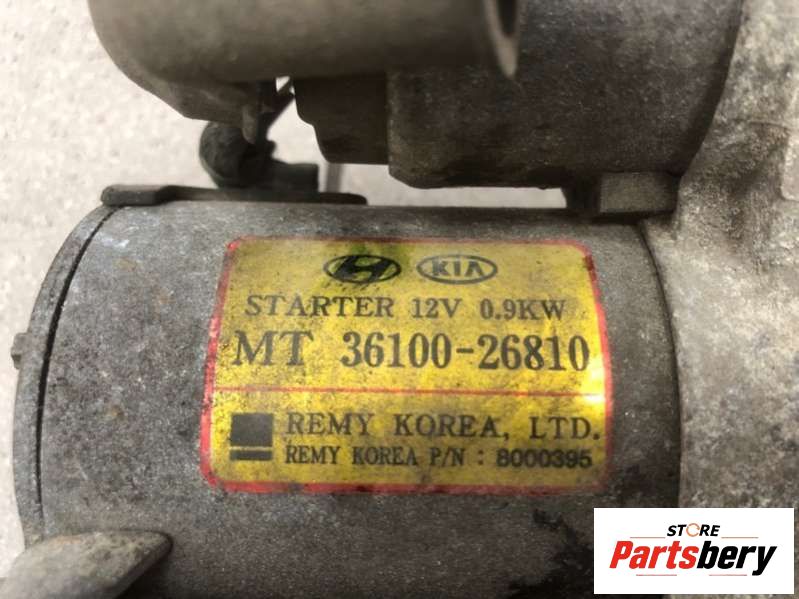 KIA
STARTER 12V 0.9KW
MT 36100-26810
REMY KOREA, LTD.
REMY KOREA P/N : 8000395
STORE
Partsbery